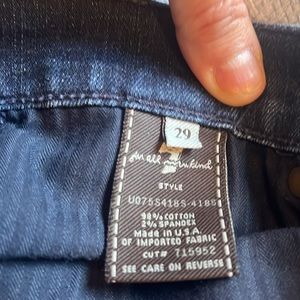 29
7
for all mankind
STYLE
U075S418S-418S
98% COTTON
2% SPANDEX
MADE IN U.S.A.
OF IMPORTED FABRIC
CUT# 715952
SEE CARE ON REVERSE